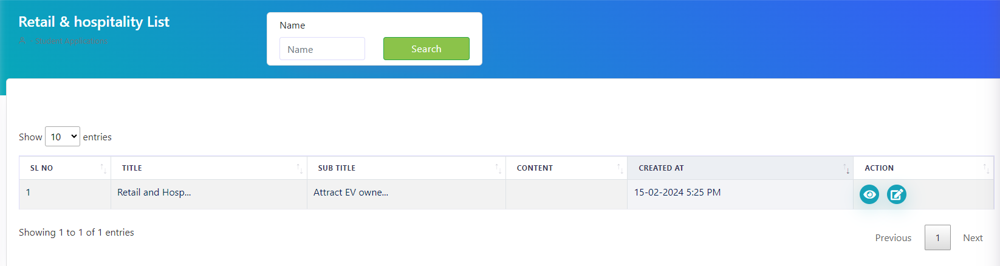 Retail & hospitality List
Student Applications
Name
Name
Search
Show 10 entries
SL NO TITLE SUB TITLE CONTENT CREATED AT ACTION
1 Retail and Hosp... Attract EV owne... 15-02-2024 5:25 PM
Showing 1 to 1 of 1 entries
Previous 1 Next